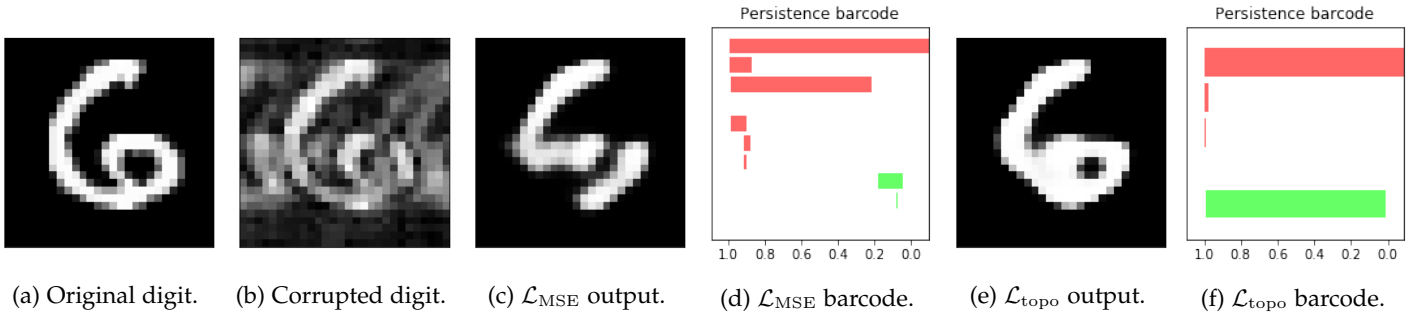 Persistence barcode
Persistence barcode
1.0 0.8 0.6 0.4 0.2 0.0
1.0 0.8 0.6 0.4 0.2 0.0
(a) Original digit. (b) Corrupted digit. (c) ℒMSE output. (d) ℒMSE barcode. (e) ℒtopo output. (f) ℒtopo barcode.